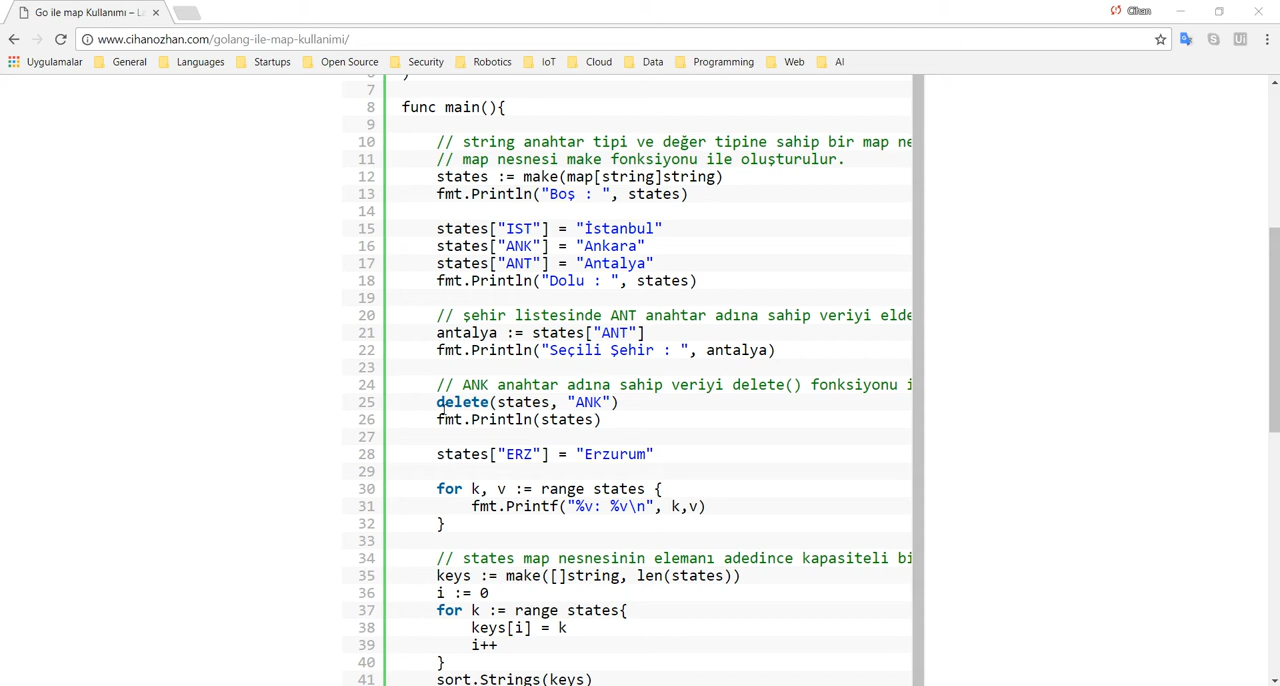 Go ile map Kullanımı – La
Cihan
www.cihanozhan.com/golang-ile-map-kullanimi/
Uygulamalar General Languages Startups Open Source Security Robotics IoT Cloud Data Programming Web AI
7
8 func main(){
9
10 // string anahtar tipi ve değer tipine sahip bir map ne
11 // map nesnesi make fonksiyonu ile oluşturulur.
12 states := make(map[string]string)
13 fmt.Println("Boş : ", states)
14
15 states["IST"] = "İstanbul"
16 states["ANK"] = "Ankara"
17 states["ANT"] = "Antalya"
18 fmt.Println("Dolu : ", states)
19
20 // şehir listesinde ANT anahtar adına sahip veriyi elde
21 antalya := states["ANT"]
22 fmt.Println("Seçili Şehir : ", antalya)
23
24 // ANK anahtar adına sahip veriyi delete() fonksiyonu i
25 delete(states, "ANK")
26 fmt.Println(states)
27
28 states["ERZ"] = "Erzurum"
29
30 for k, v := range states {
31 fmt.Printf("%v: %v\n", k,v)
32 }
33
34 // states map nesnesinin elemanı adedince kapasiteli bi
35 keys := make([]string, len(states))
36 i := 0
37 for k := range states{
38 keys[i] = k
39 i++
40 }
41 sort.Strings(keys)